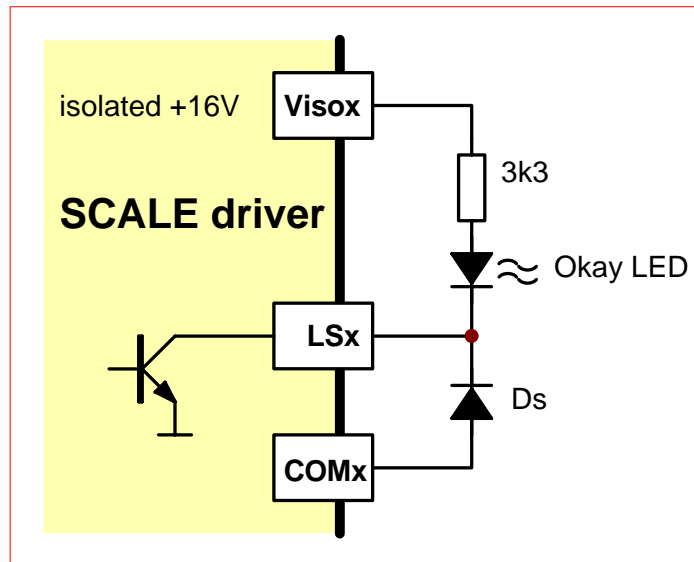 isolated +16V
Visox
3k3
SCALE driver
Okay LED
LSx
Ds
COMx